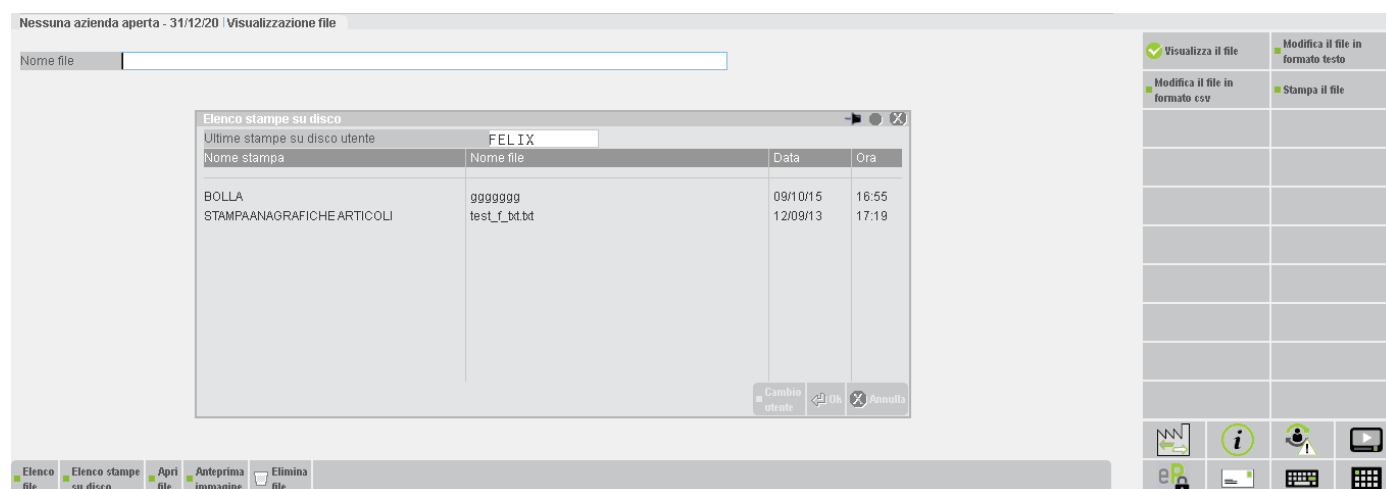 Nessuna azienda aperta - 31/12/20 | Visualizzazione file
Nome file
Visualizza il file
Modifica il file in
formato testo
Modifica il file in
formato csv
Stampa il file
Elenco stampe su disco
Ultime stampe su disco utente FELIX
Nome stampa Nome file Data Ora
BOLLA ggggggg 09/10/15 16:55
STAMPAANAGRAFICHE ARTICOLI test_f_txt.txt 12/09/13 17:19
Cambio
utente
Ok
Annulla
Elenco
file
Elenco stampe
su disco
Apri
file
Anteprima
immagine
Elimina
file